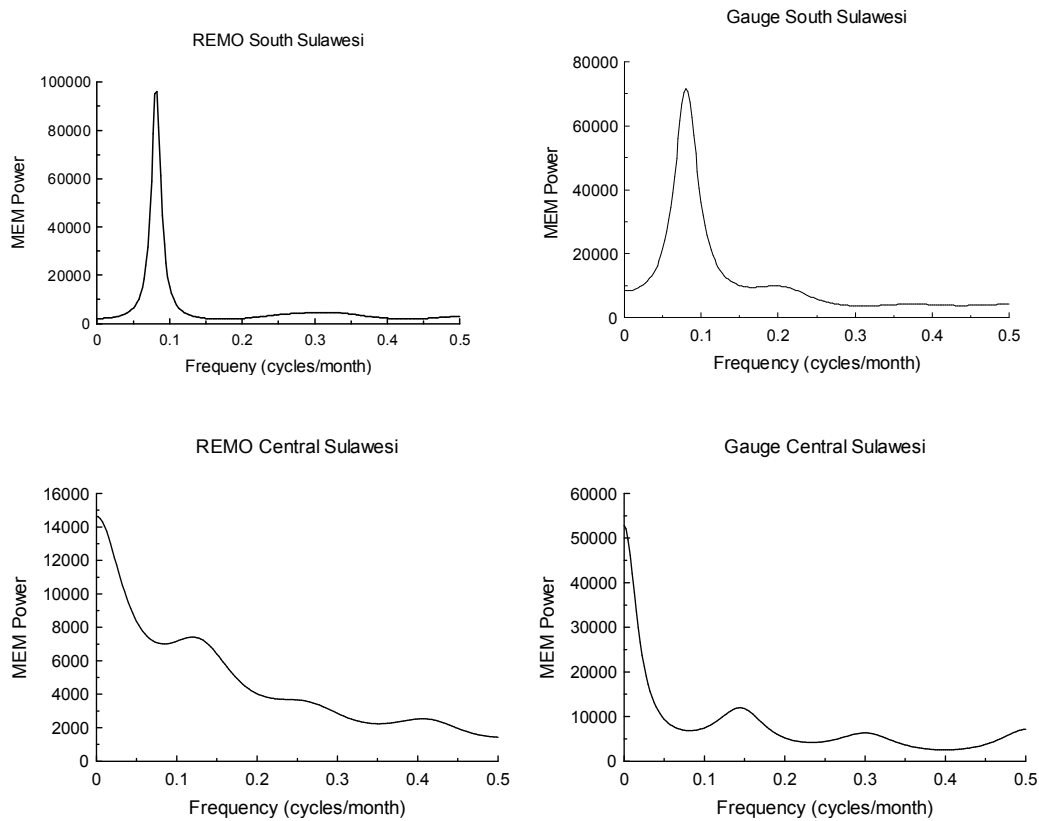 REMO South Sulawesi
100000
80000
60000
40000
20000
0
MEM Power
0 0.1 0.2 0.3 0.4 0.5
Frequeny (cycles/month)
Gauge South Sulawesi
80000
60000
40000
20000
0
MEM Power
0 0.1 0.2 0.3 0.4 0.5
Frequency (cycles/month)
REMO Central Sulawesi
16000
14000
12000
10000
8000
6000
4000
2000
0
MEM Power
0 0.1 0.2 0.3 0.4 0.5
Frequency (cycles/month)
Gauge Central Sulawesi
60000
50000
40000
30000
20000
10000
0
MEM Power
0 0.1 0.2 0.3 0.4 0.5
Frequency (cycles/month)